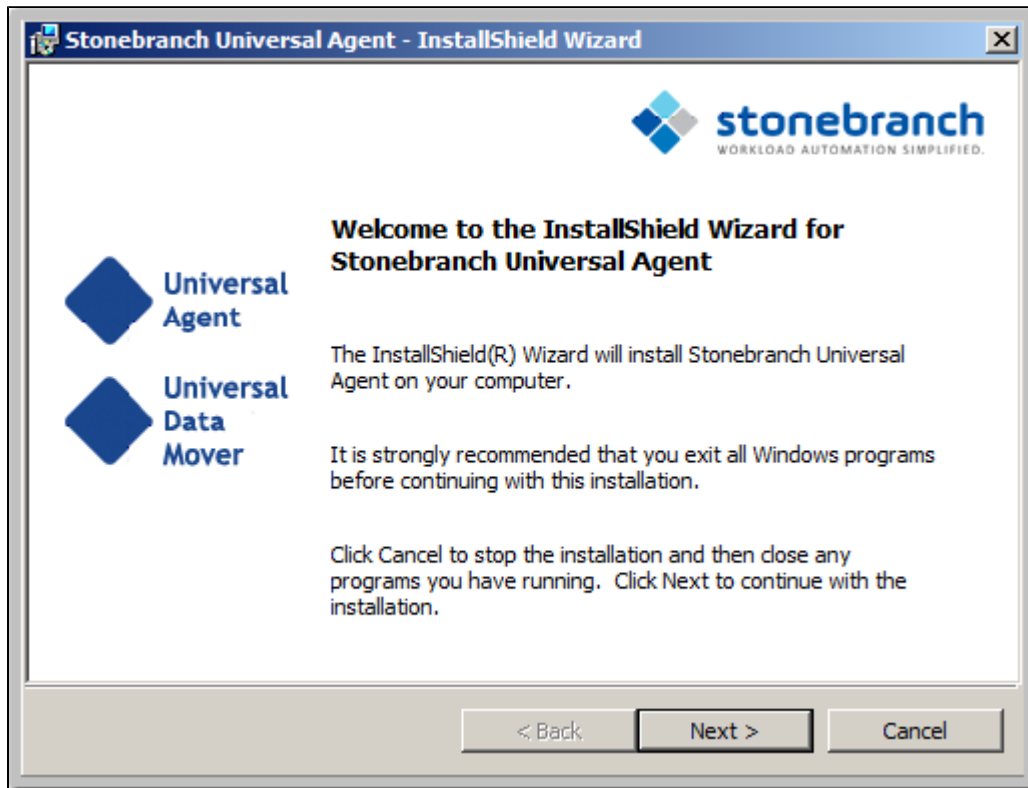 Stonebranch Universal Agent - InstallShield Wizard
stonebranch
WORKLOAD AUTOMATION SIMPLIFIED.
Welcome to the InstallShield Wizard for
Stonebranch Universal Agent
Universal
Agent
Universal
Data
Mover
The InstallShield(R) Wizard will install Stonebranch Universal
Agent on your computer.
It is strongly recommended that you exit all Windows programs
before continuing with this installation.
Click Cancel to stop the installation and then close any
programs you have running.  Click Next to continue with the
installation.
< Back
Next >
Cancel